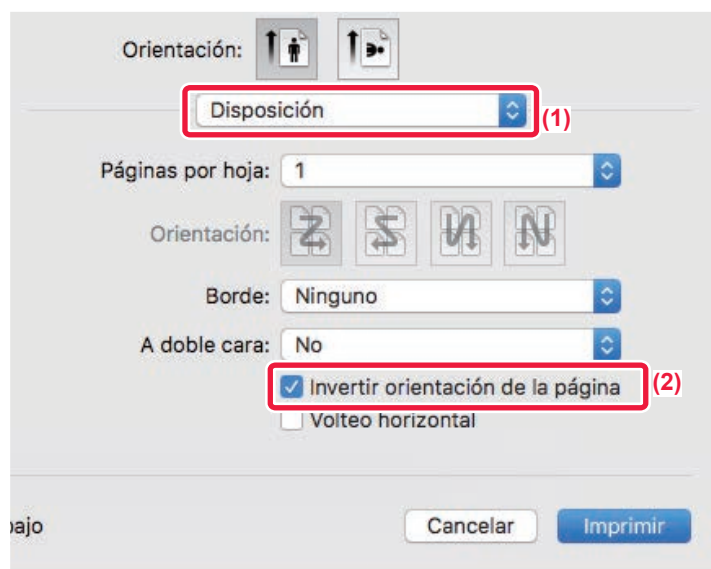 Orientación:
Disposición (1)
Páginas por hoja: 1
Orientación:
Borde: Ninguno
A doble cara: No
Invertir orientación de la página (2)
Volteo horizontal
Cancelar Imprimir